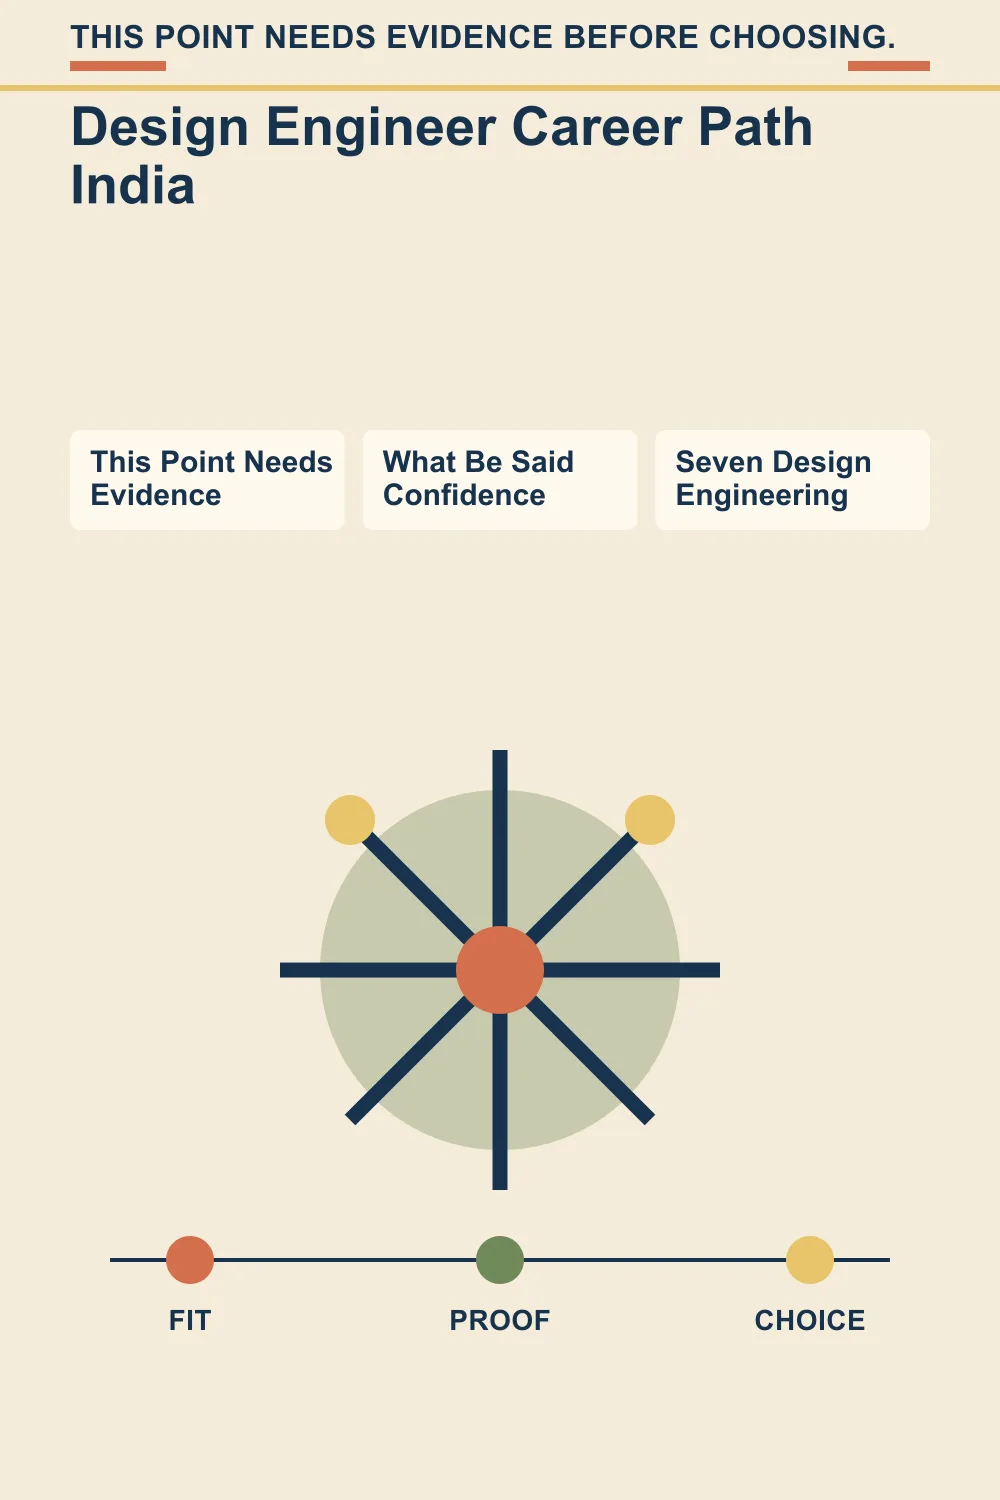 THIS POINT NEEDS EVIDENCE BEFORE CHOOSING.
Design Engineer Career Path
India
This Point Needs
Evidence
What Be Said
Confidence
Seven Design
Engineering
FIT
PROOF
CHOICE